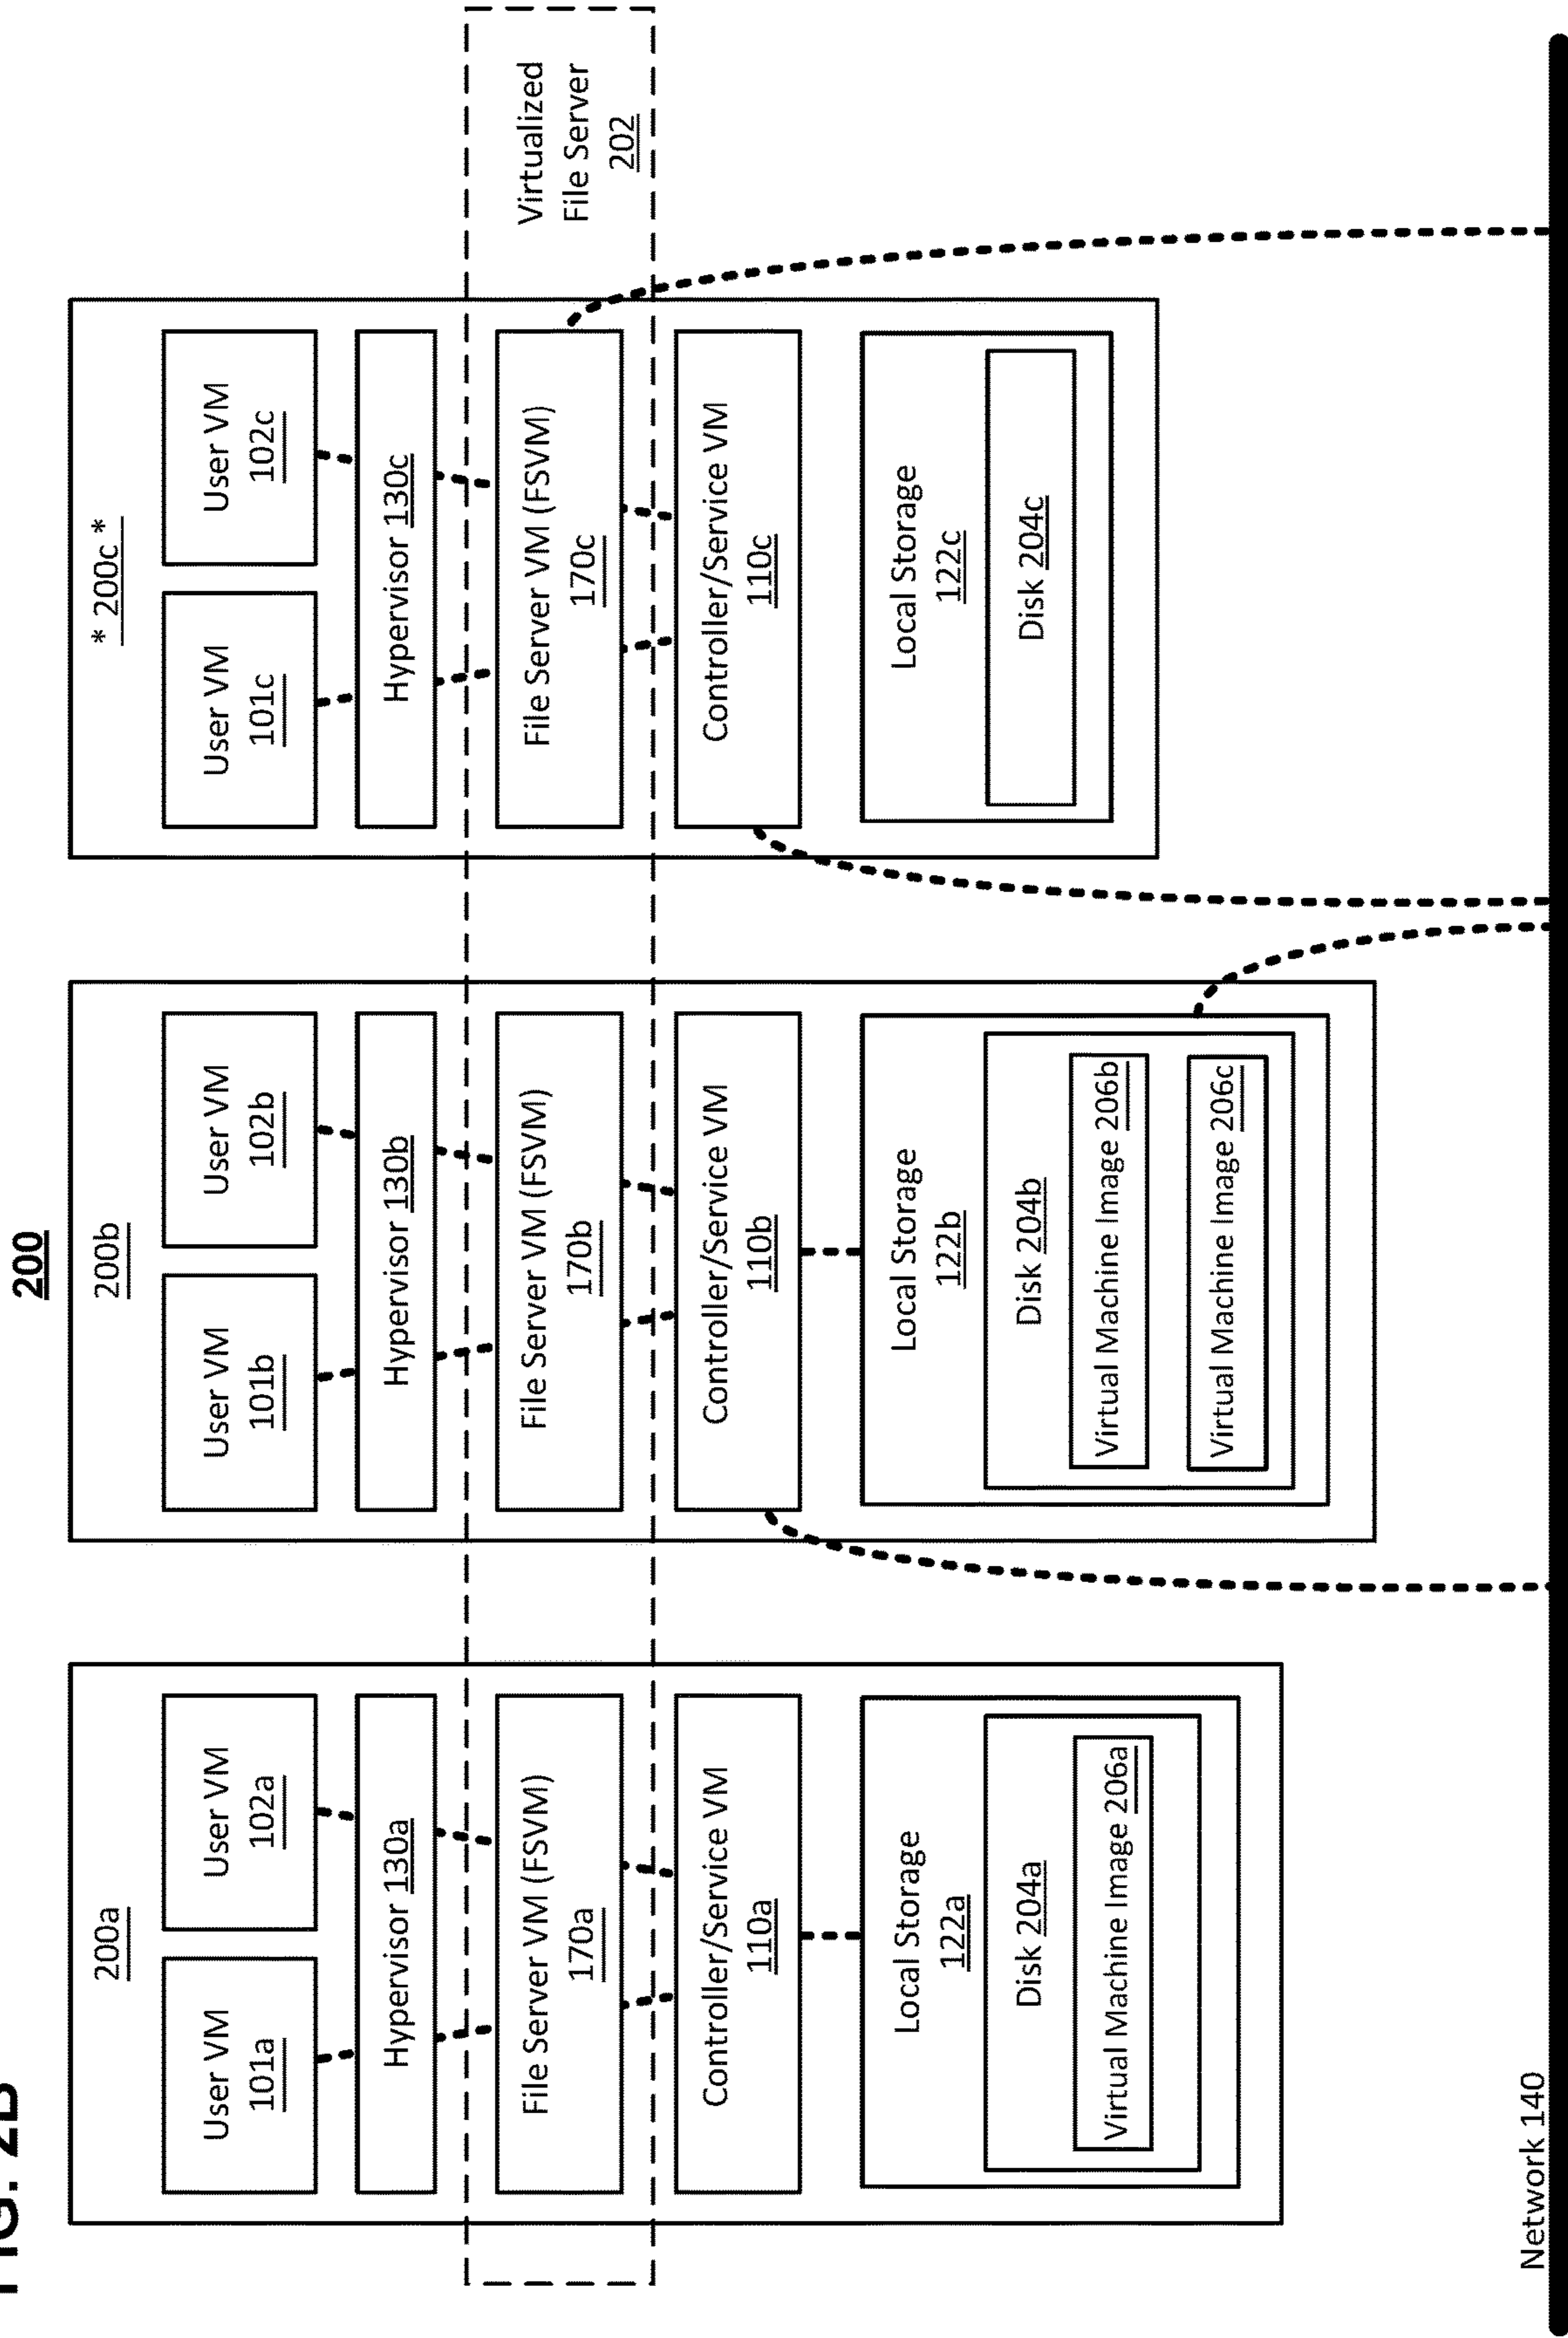 FIG. 2B
200
200a
User VM
101a
User VM
102a
Hypervisor 130a
File Server VM (FSVM)
170a
Controller/Service VM
110a
Local Storage
122a
Disk 204a
Virtual Machine Image 206a
200b
User VM
101b
User VM
102b
Hypervisor 130b
File Server VM (FSVM)
170b
Controller/Service VM
110b
Local Storage
122b
Disk 204b
Virtual Machine Image 206b
Virtual Machine Image 206c
* 200c *
User VM
101c
User VM
102c
Hypervisor 130c
File Server VM (FSVM)
170c
Controller/Service VM
110c
Local Storage
122c
Disk 204c
Virtualized
File Server
202
Network 140